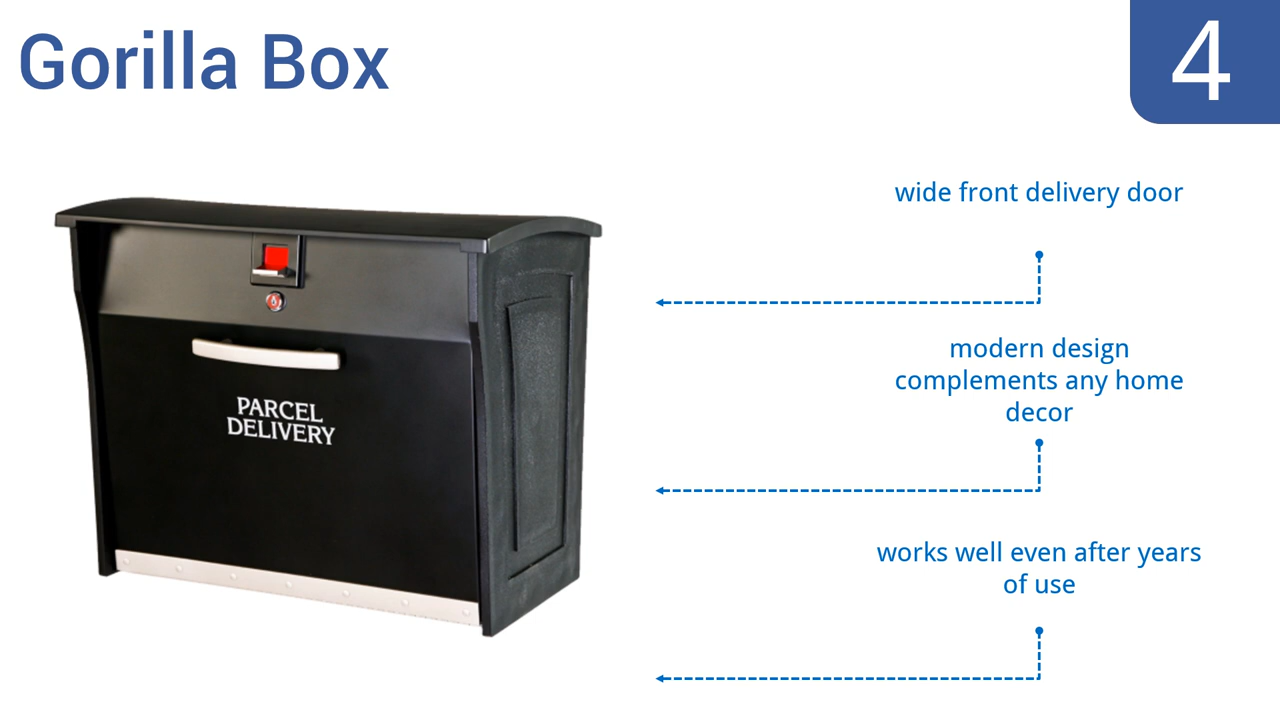 Gorilla Box
4
wide front delivery door
modern design
complements any home
decor
works well even after years
of use
PARCEL
DELIVERY